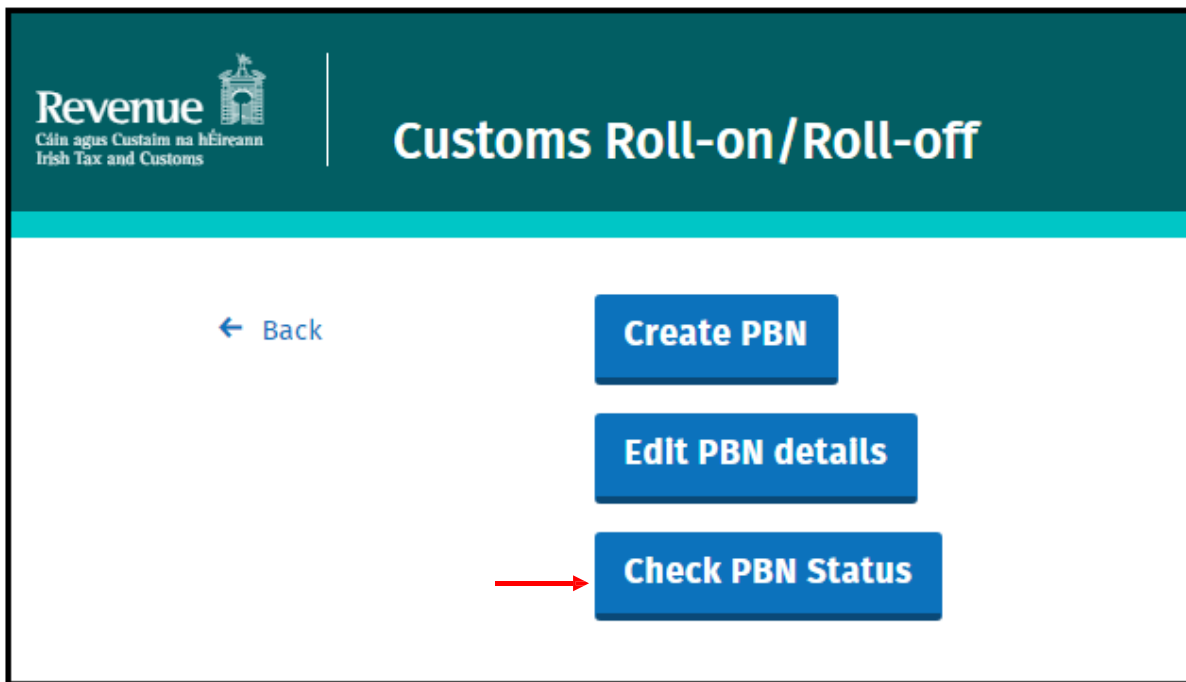 Revenue
Cáin agus Custaim na hÉireann
Irish Tax and Customs
Customs Roll-on/Roll-off
← Back
Create PBN
Edit PBN details
Check PBN Status